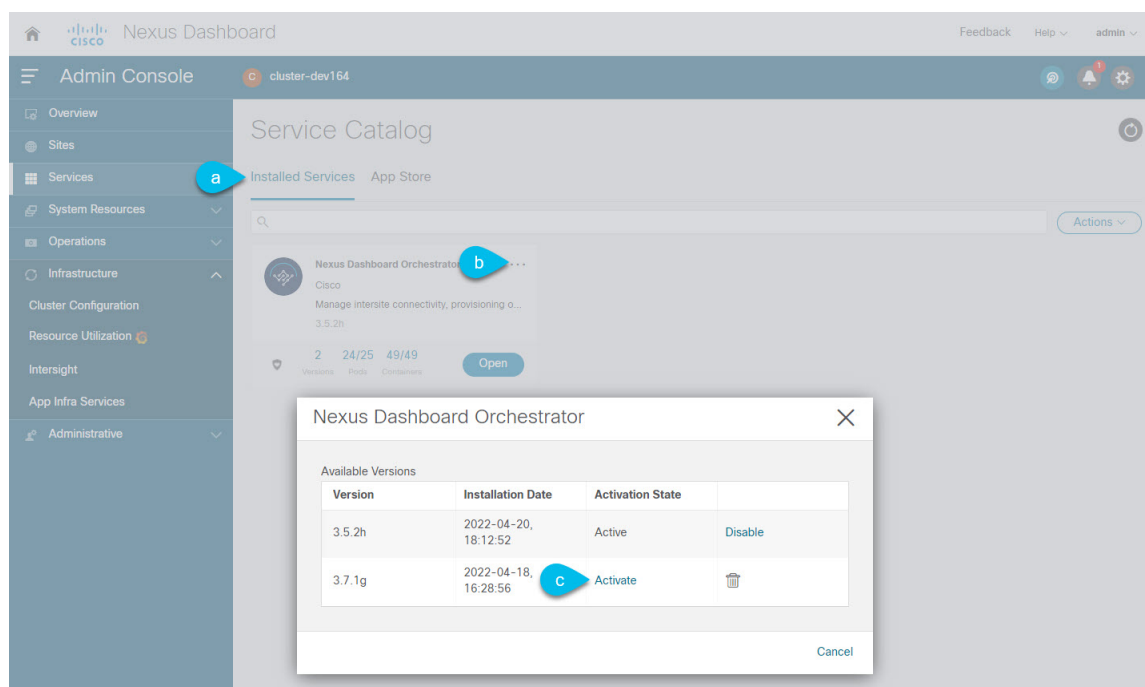 CISCO Nexus Dashboard
Feedback Help admin
Admin Console
C cluster-dev164
1
Overview
Sites
Services
System Resources
Operations
Infrastructure
Cluster Configuration
Resource Utilization
Intersight
App Infra Services
Administrative
Service Catalog
a
Installed Services App Store
Actions
Nexus Dashboard Orchestrator
b
...
Cisco
Manage intersite connectivity, provisioning o...
3.5.2h
2 24/25 49/49
Versions Pods Containers
Open
Nexus Dashboard Orchestrator
Available Versions
Version Installation Date Activation State
3.5.2h 2022-04-20, 18:12:52 Active Disable
3.7.1g 2022-04-18, 16:28:56 c Activate
Cancel